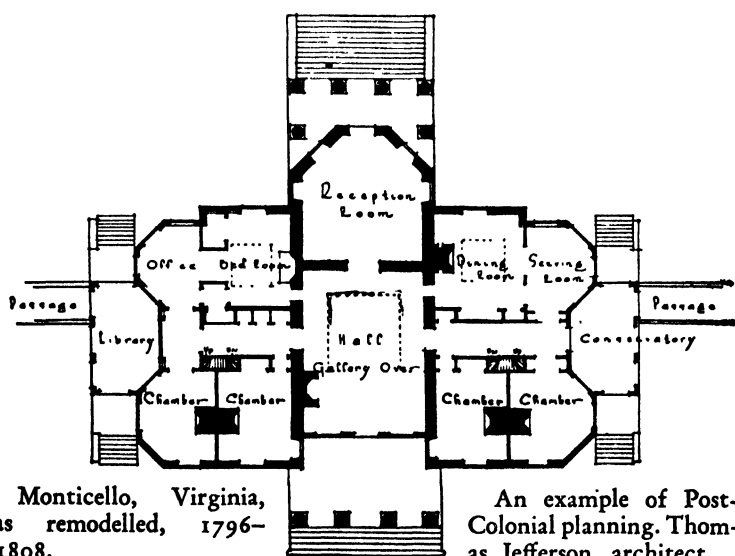 Reception
Room
Office
Bed Room
Dining
Room
Serving
Room
Passage
Passage
Library
Hall
Conservatory
Gallery Over
Chamber
Chamber
Chamber
Chamber
Monticello, Virginia,
as remodelled, 1796–
1808.
An example of Post-
Colonial planning. Thom-
as Jefferson, architect